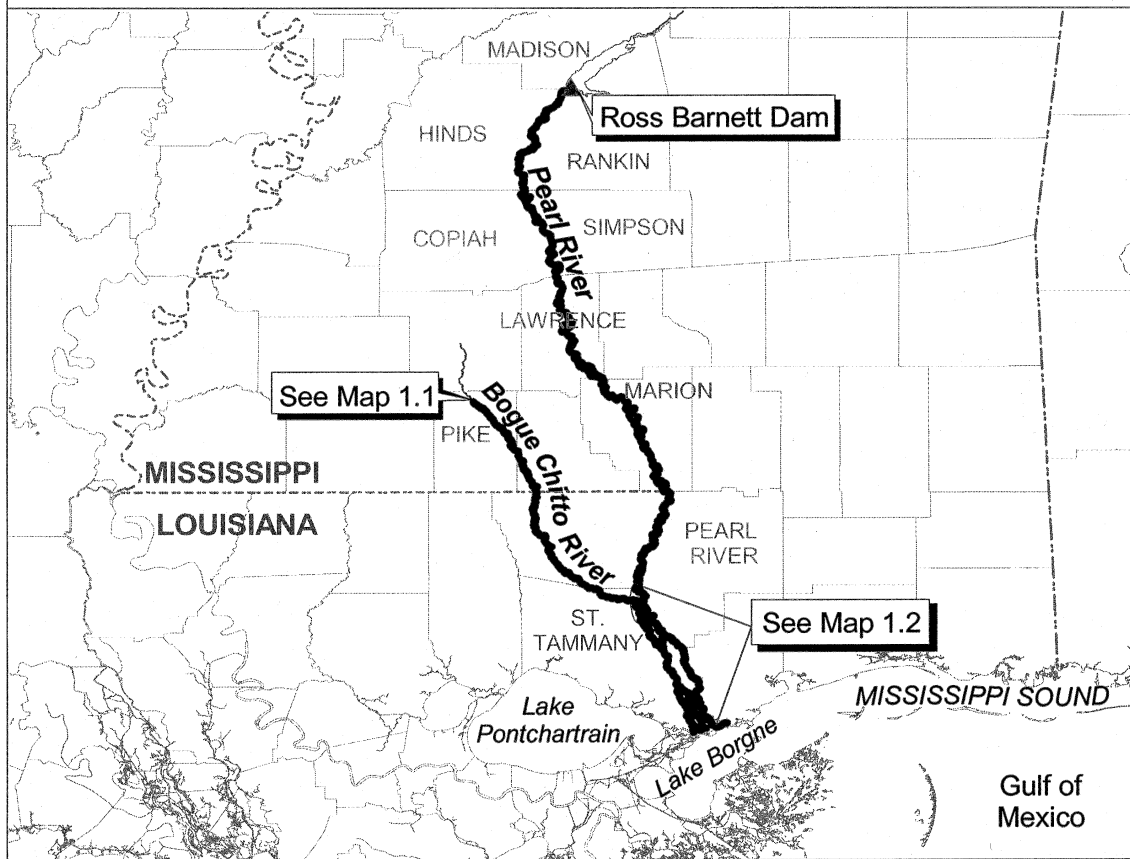 MADISON
Ross Barnett Dam
HINDS
RANKIN
Pearl River
COPIAH
SIMPSON
LAWRENCE
See Map 1.1
Bogue Chitto River
MARION
PIKE
MISSISSIPPI
LOUISIANA
PEARL
RIVER
ST.
TAMMANY
See Map 1.2
MISSISSIPPI SOUND
Lake
Pontchartrain
Lake Borgne
Gulf of
Mexico